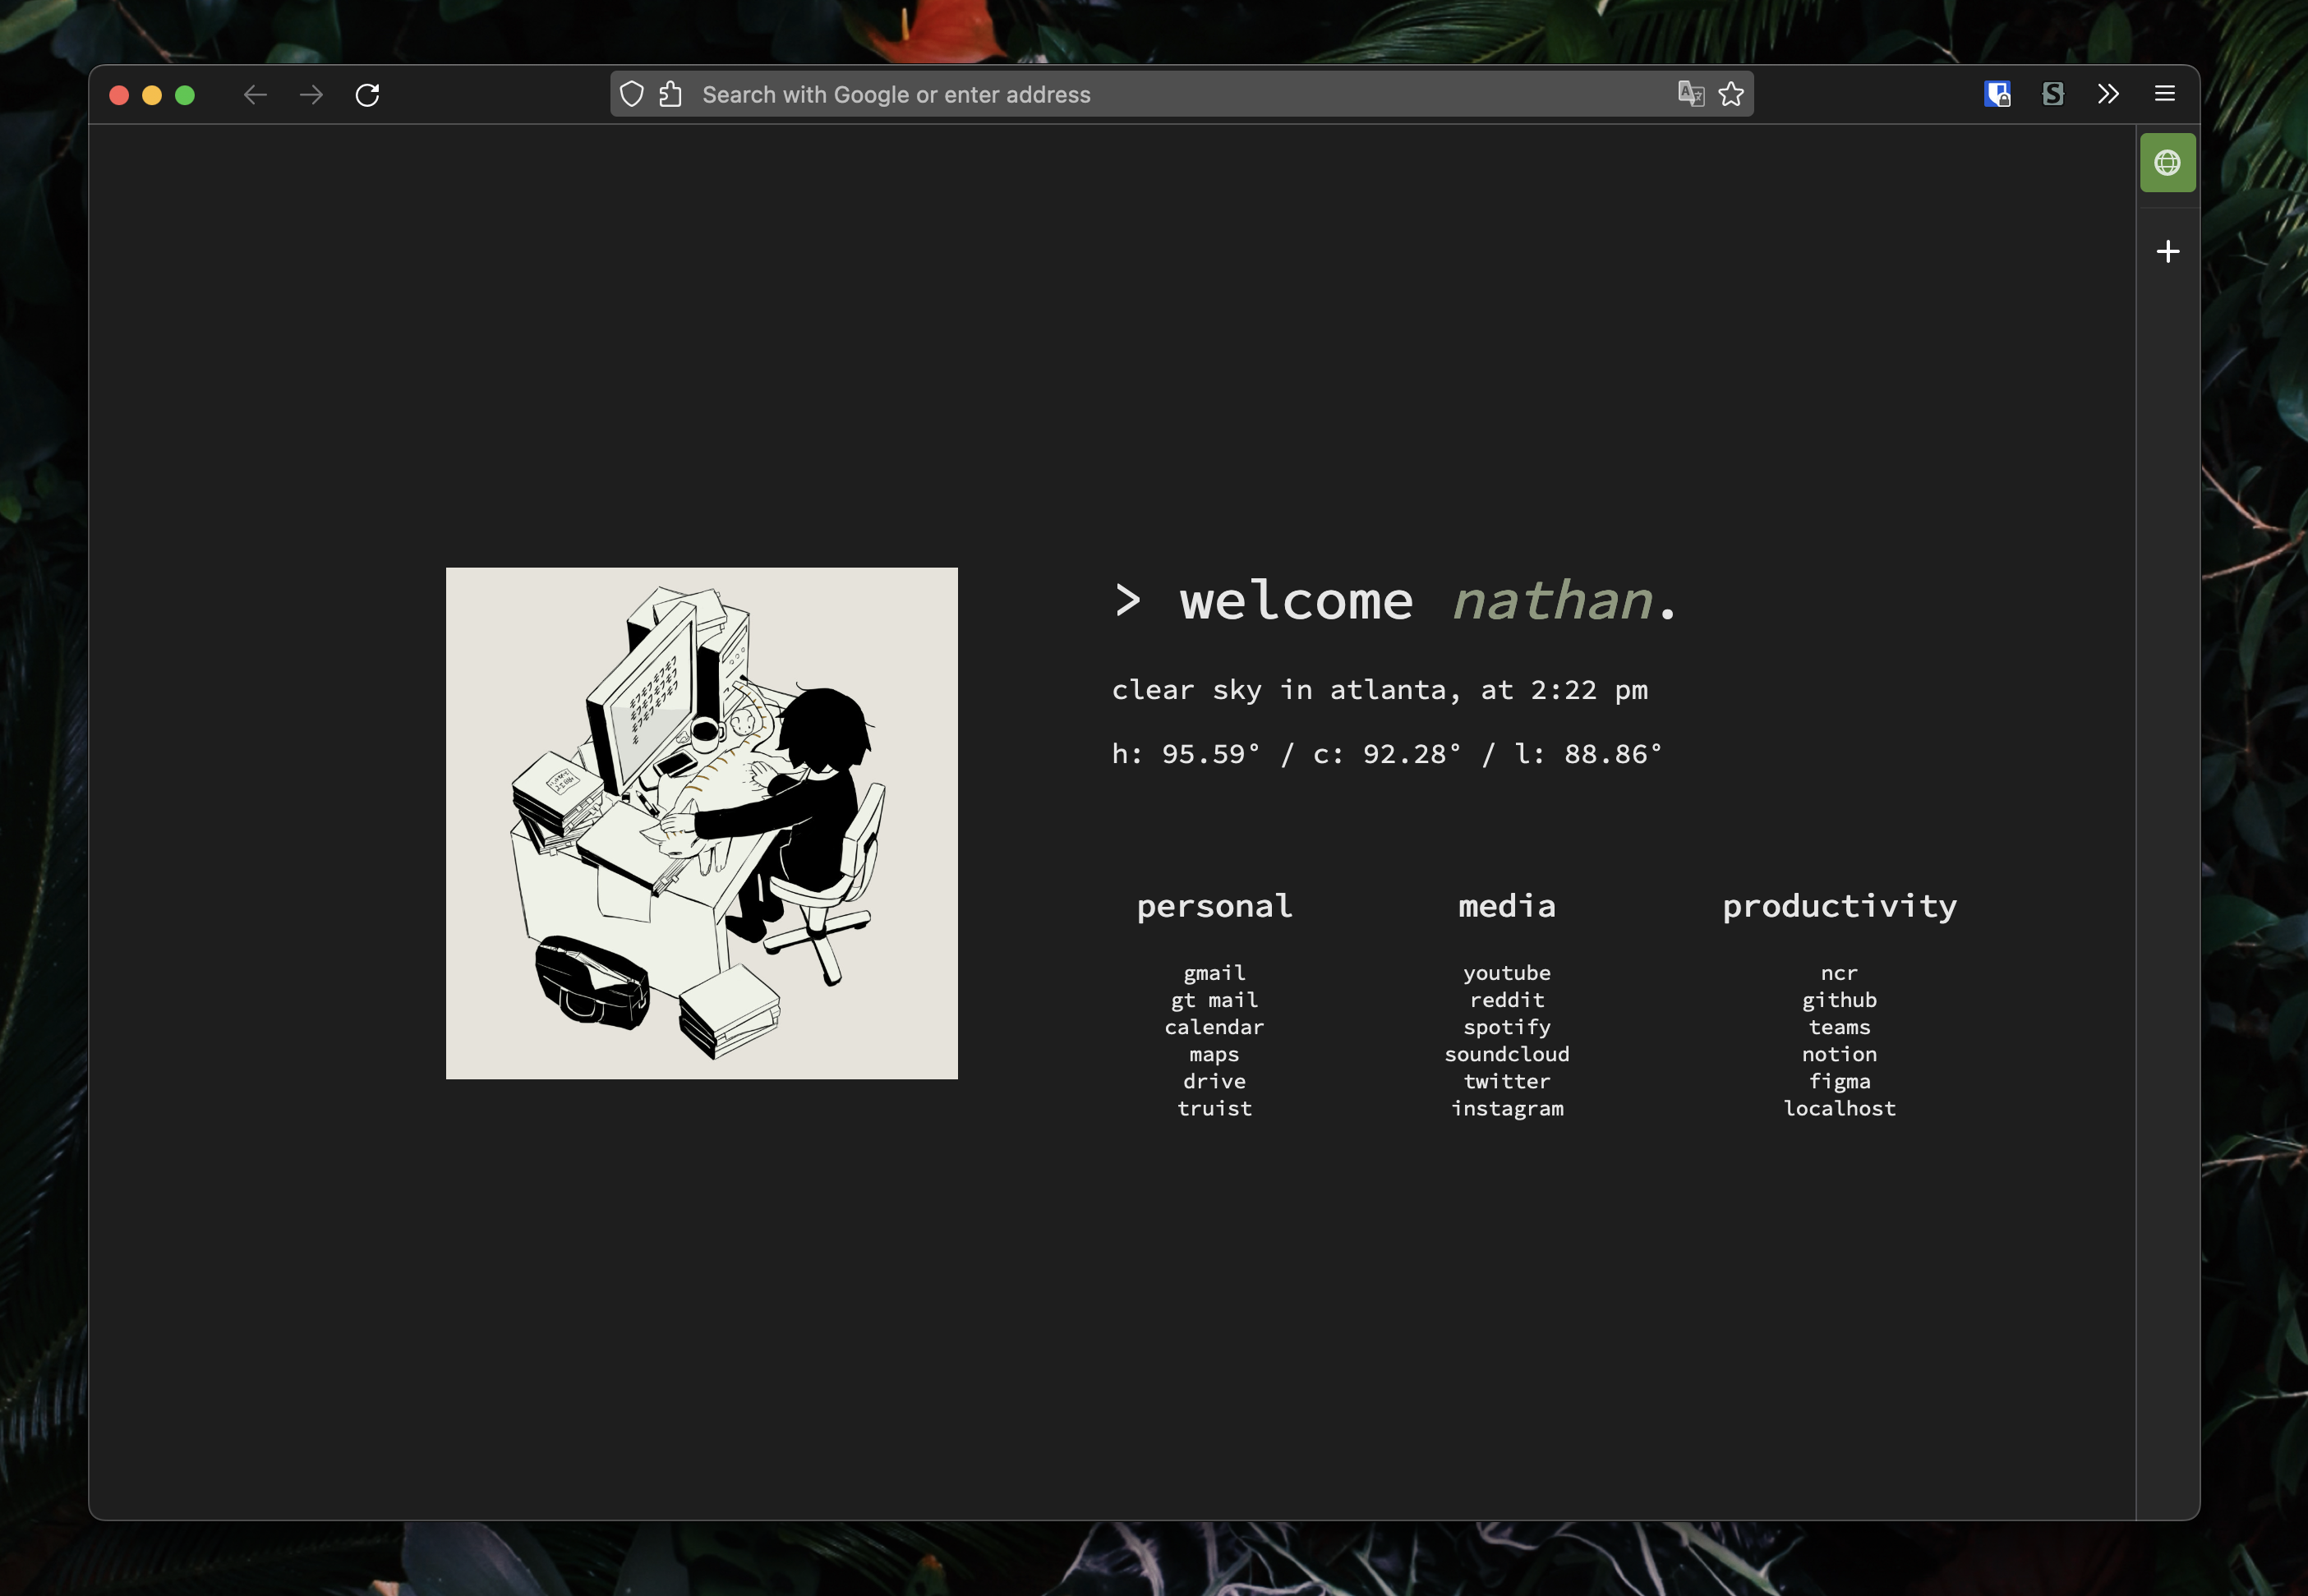 Search with Google or enter address
> welcome nathan.
clear sky in atlanta, at 2:22 pm
h: 95.59° / c: 92.28° / l: 88.86°
personal
gmail
gt mail
calendar
maps
drive
truist
media
youtube
reddit
spotify
soundcloud
twitter
instagram
productivity
ncr
github
teams
notion
figma
localhost